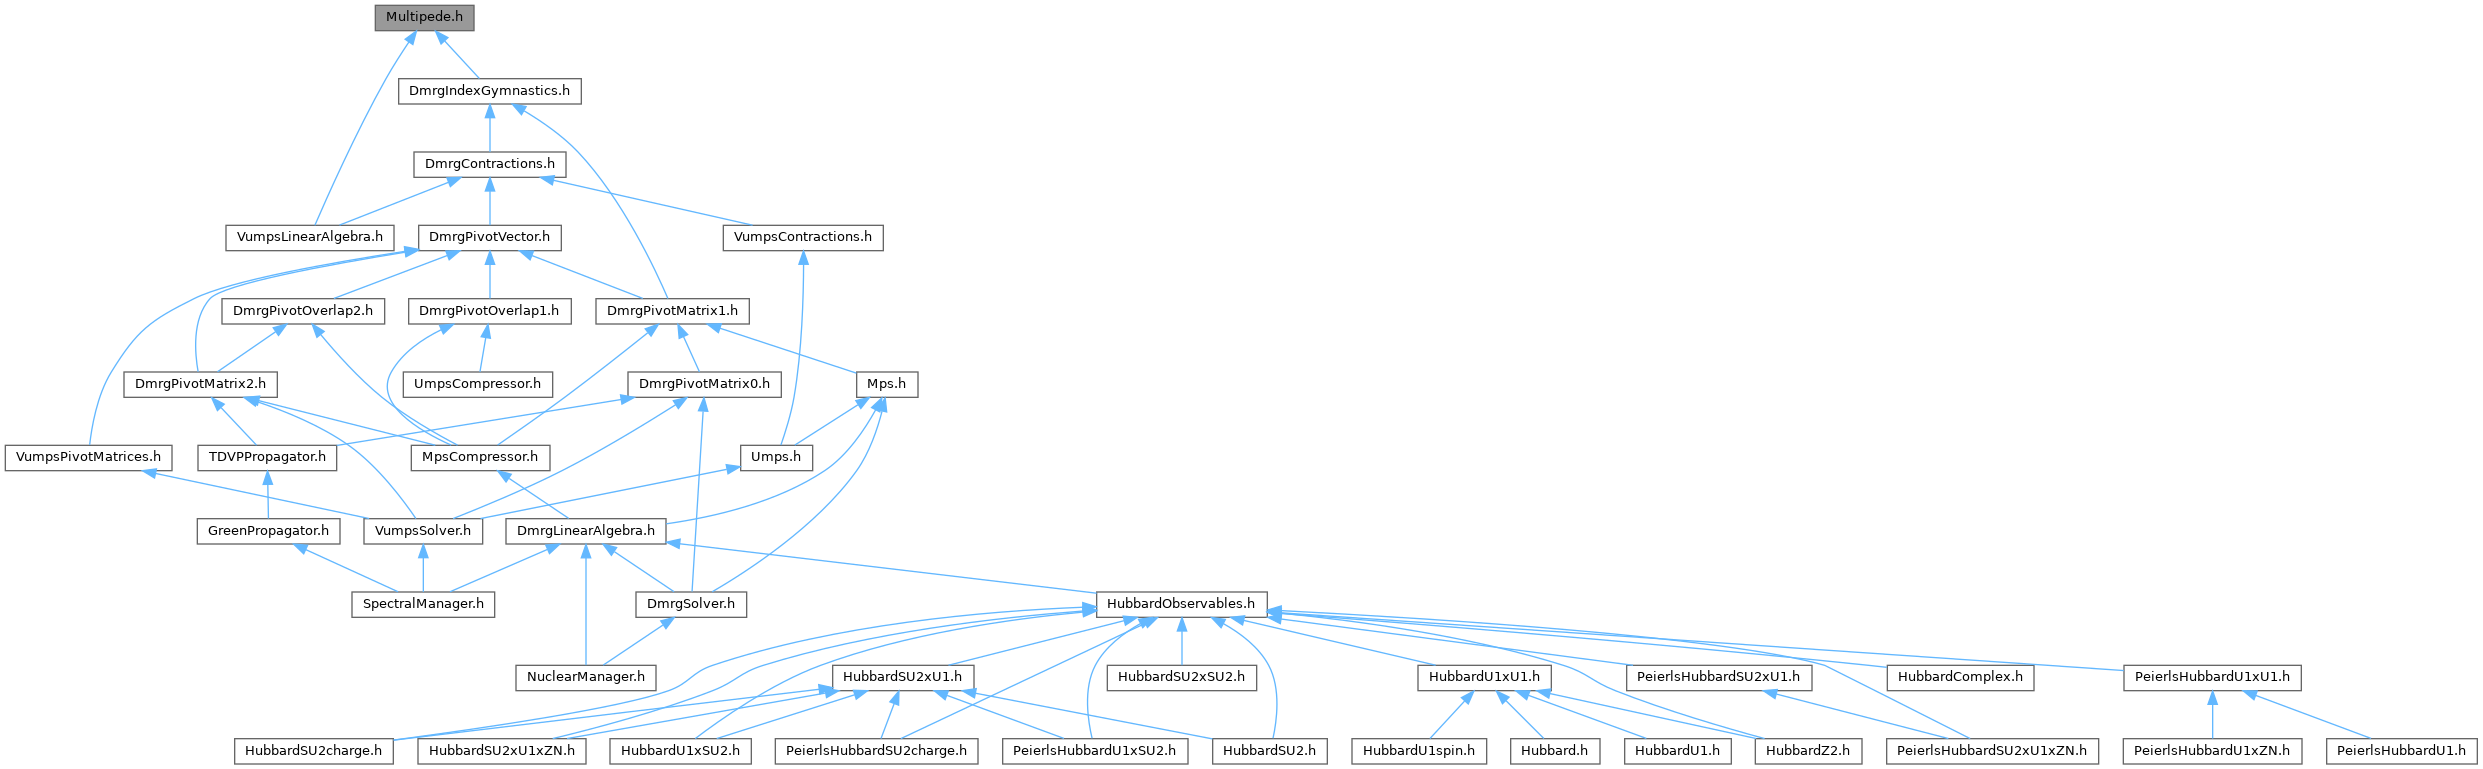 Multipede.h
DmrgIndexGymnastics.h
DmrgContractions.h
VumpsLinearAlgebra.h
DmrgPivotVector.h
VumpsContractions.h
DmrgPivotOverlap2.h
DmrgPivotOverlap1.h
DmrgPivotMatrix1.h
DmrgPivotMatrix2.h
UmpsCompressor.h
DmrgPivotMatrix0.h
Mps.h
VumpsPivotMatrices.h
TDVPPropagator.h
MpsCompressor.h
Umps.h
GreenPropagator.h
VumpsSolver.h
DmrgLinearAlgebra.h
SpectralManager.h
DmrgSolver.h
HubbardObservables.h
NuclearManager.h
HubbardSU2xU1.h
HubbardSU2xSU2.h
HubbardU1xU1.h
PeierlsHubbardSU2xU1.h
HubbardComplex.h
PeierlsHubbardU1xU1.h
HubbardSU2charge.h
HubbardSU2xU1xZN.h
HubbardU1xSU2.h
PeierlsHubbardSU2charge.h
PeierlsHubbardU1xSU2.h
HubbardSU2.h
HubbardU1spin.h
Hubbard.h
HubbardU1.h
HubbardZ2.h
PeierlsHubbardSU2xU1xZN.h
PeierlsHubbardU1xZN.h
PeierlsHubbardU1.h